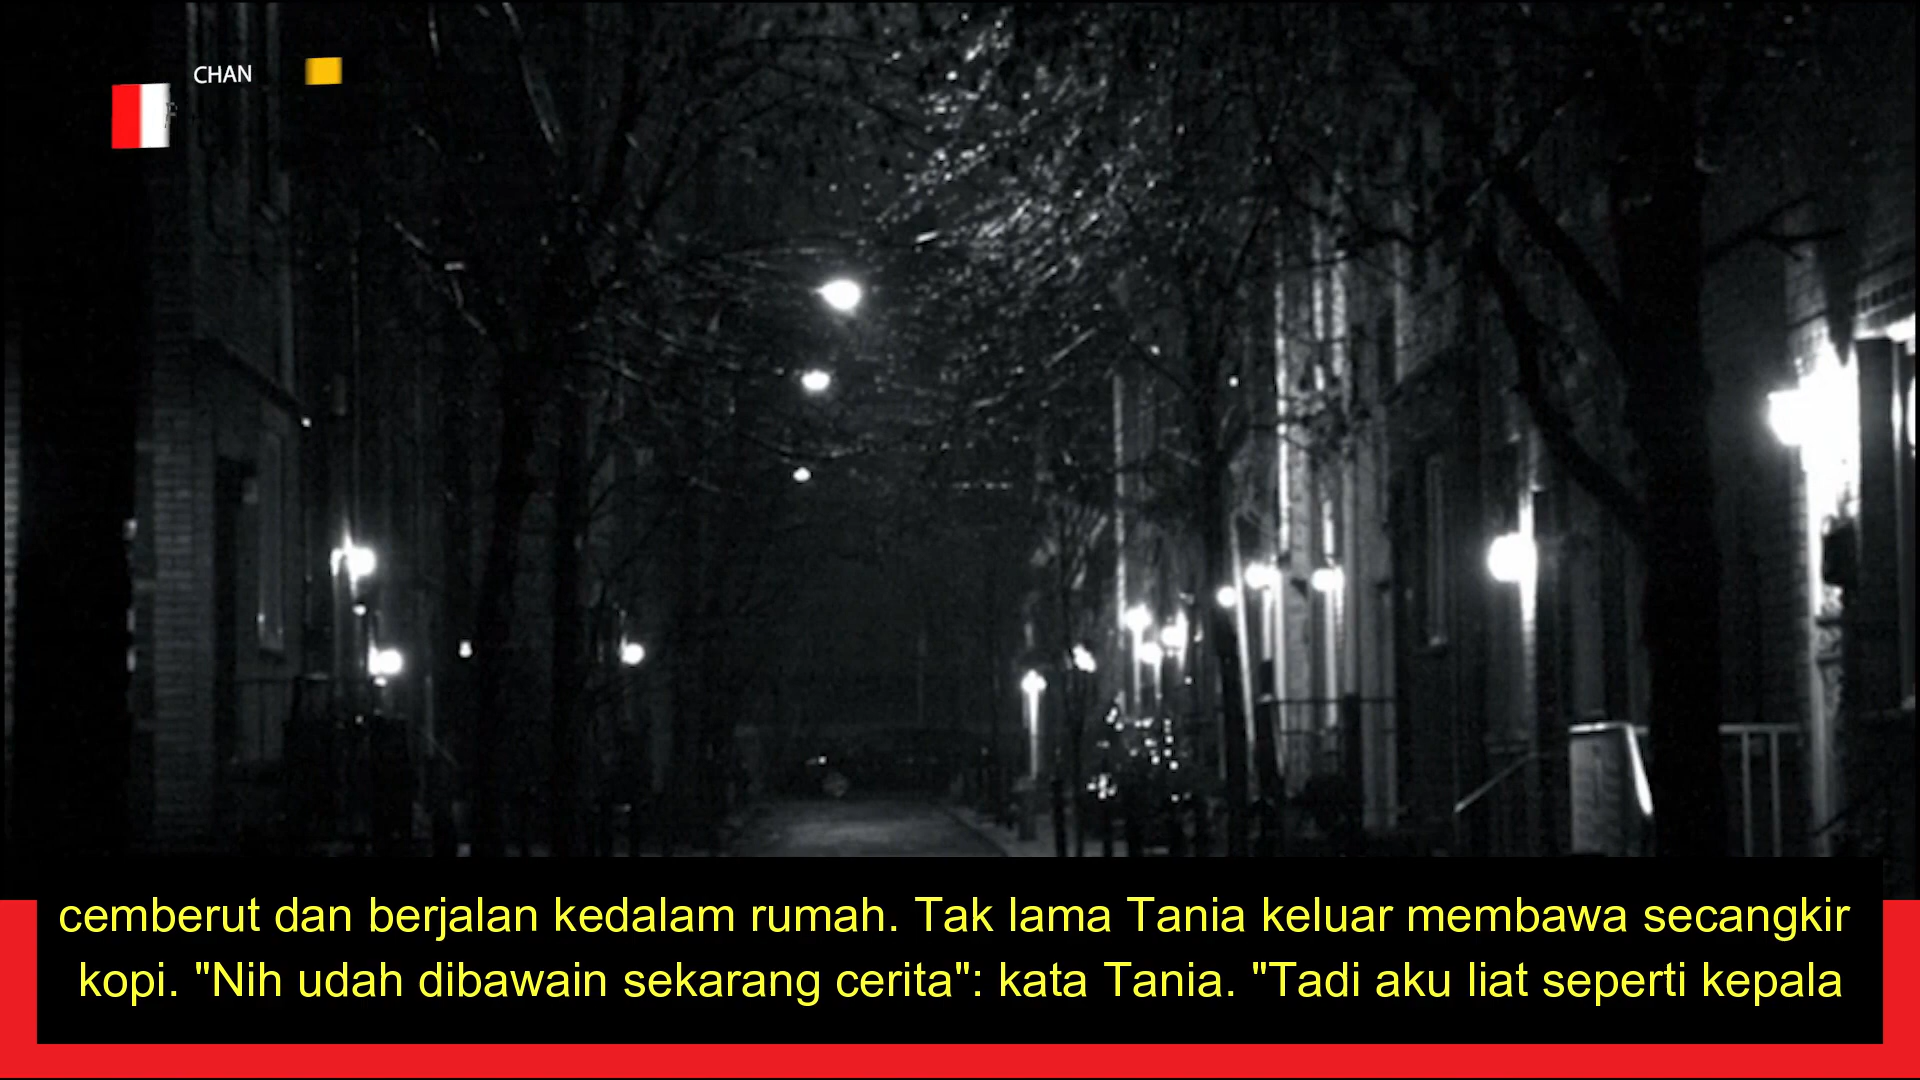 CHAN
cemberut dan berjalan kedalam rumah. Tak lama Tania keluar membawa secangkir
kopi. "Nih udah dibawain sekarang cerita": kata Tania. "Tadi aku liat seperti kepala